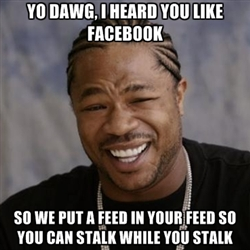 YO DAWG, I HEARD YOU LIKE
FACEBOOK
SO WE PUT A FEED IN YOUR FEED SO
YOU CAN STALK WHILE YOU STALK